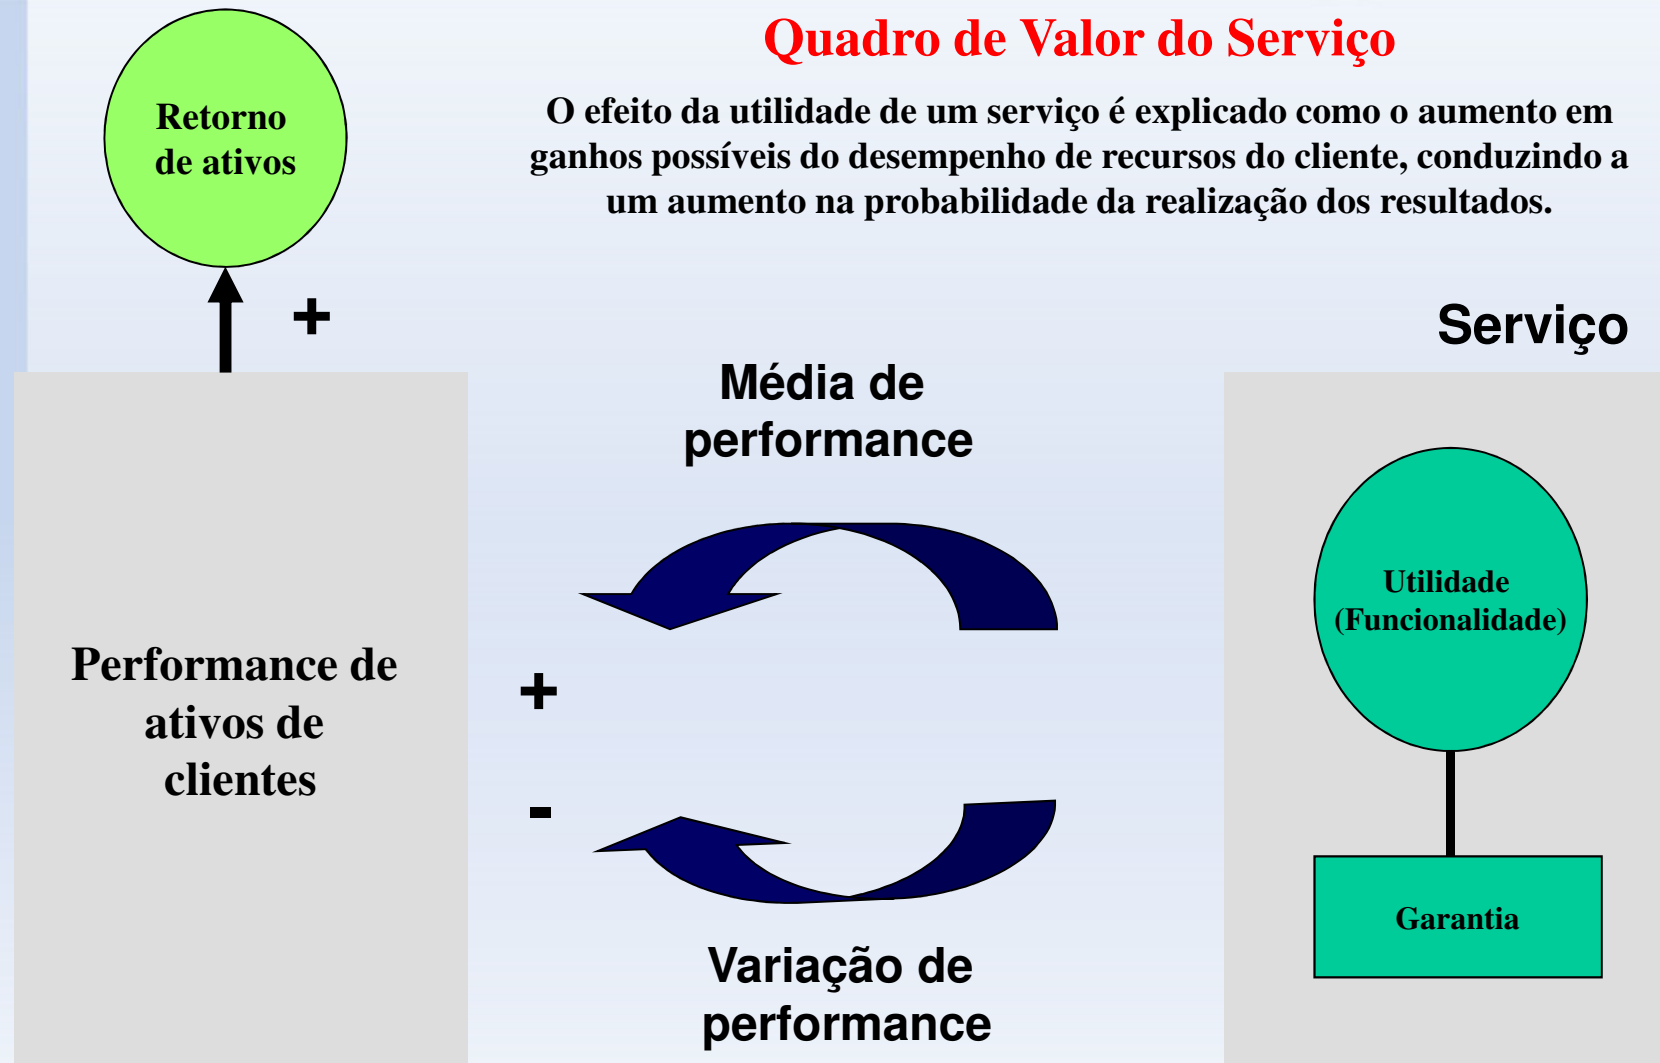 Quadro de Valor do Serviço
O efeito da utilidade de um serviço é explicado como o aumento em
ganhos possíveis do desempenho de recursos do cliente, conduzindo a
um aumento na probabilidade da realização dos resultados.
Retorno
de ativos
+
Serviço
Média de
performance
Performance de
ativos de
clientes
+
-
Utilidade
(Funcionalidade)
Garantia
Variação de
performance